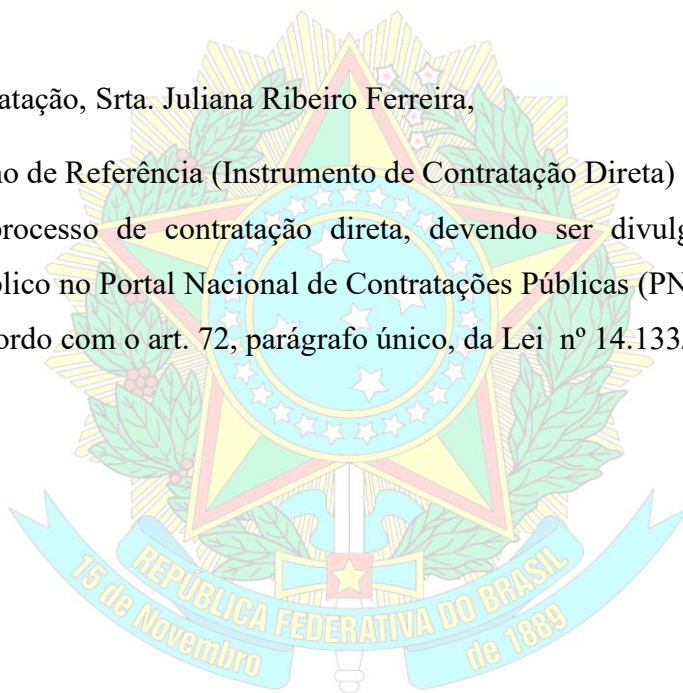 atação, Srta. Juliana Ribeiro Ferreira,
o de Referência (Instrumento de Contratação Direta)
processo de contratação direta, devendo ser divulg
lico no Portal Nacional de Contratações Públicas (PN
ordo com o art. 72, parágrafo único, da Lei nº 14.133
REPÚBLICA FEDERATIVA DO BRASIL
15 de Novembro
de 1889